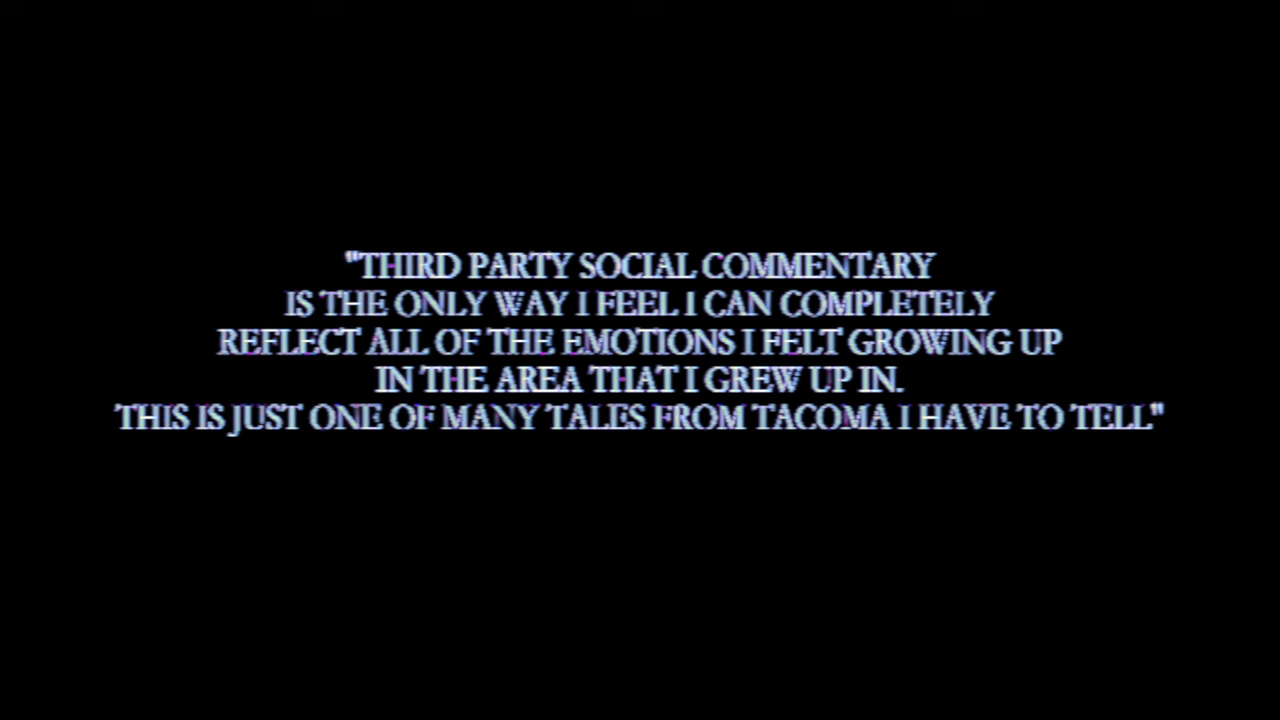 "THIRD PARTY SOCIAL COMMENTARY
IS THE ONLY WAY I FEEL I CAN COMPLETELY
REFLECT ALL OF THE EMOTIONS I FELT GROWING UP
IN THE AREA THAT I GREW UP IN.
THIS IS JUST ONE OF MANY TALES FROM TACOMA I HAVE TO TELL"